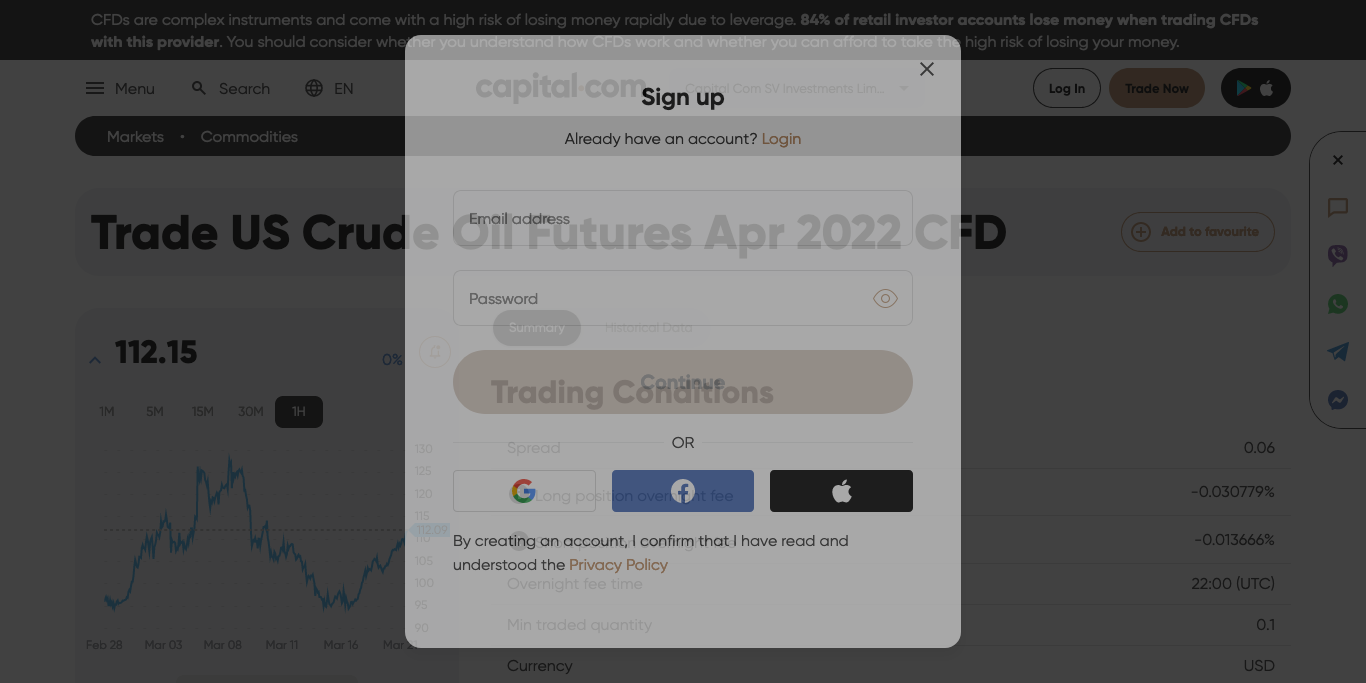 CFDs are complex instruments and come with a high risk of losing money rapidly due to leverage. 84% of retail investor accounts lose money when trading CFDs
with this provider. You should consider whether you understand how CFDs work and whether you can afford to take the high risk of losing your money.
Menu
Search
EN
capital.com
Capital Com SV Investments Lim..
Log In
Trade Now
Markets • Commodities
Sign up
Already have an account? Login
Trade US Crude Oil Futures Apr 2022 CFD
Add to favourite
Email address
Password
Summary
Historical Data
112.15
0%
Continue
Trading Conditions
1M
5M
15M
30M
1H
OR
130
125
120
115
112.09
110
105
100
95
90
Feb 28
Mar 03
Mar 08
Mar 11
Mar 16
Spread
0.06
Long position overnight fee
-0.030779%
-0.013666%
By creating an account, I confirm that I have read and
understood the Privacy Policy
Overnight fee time
22:00 (UTC)
Min traded quantity
0.1
Currency
USD